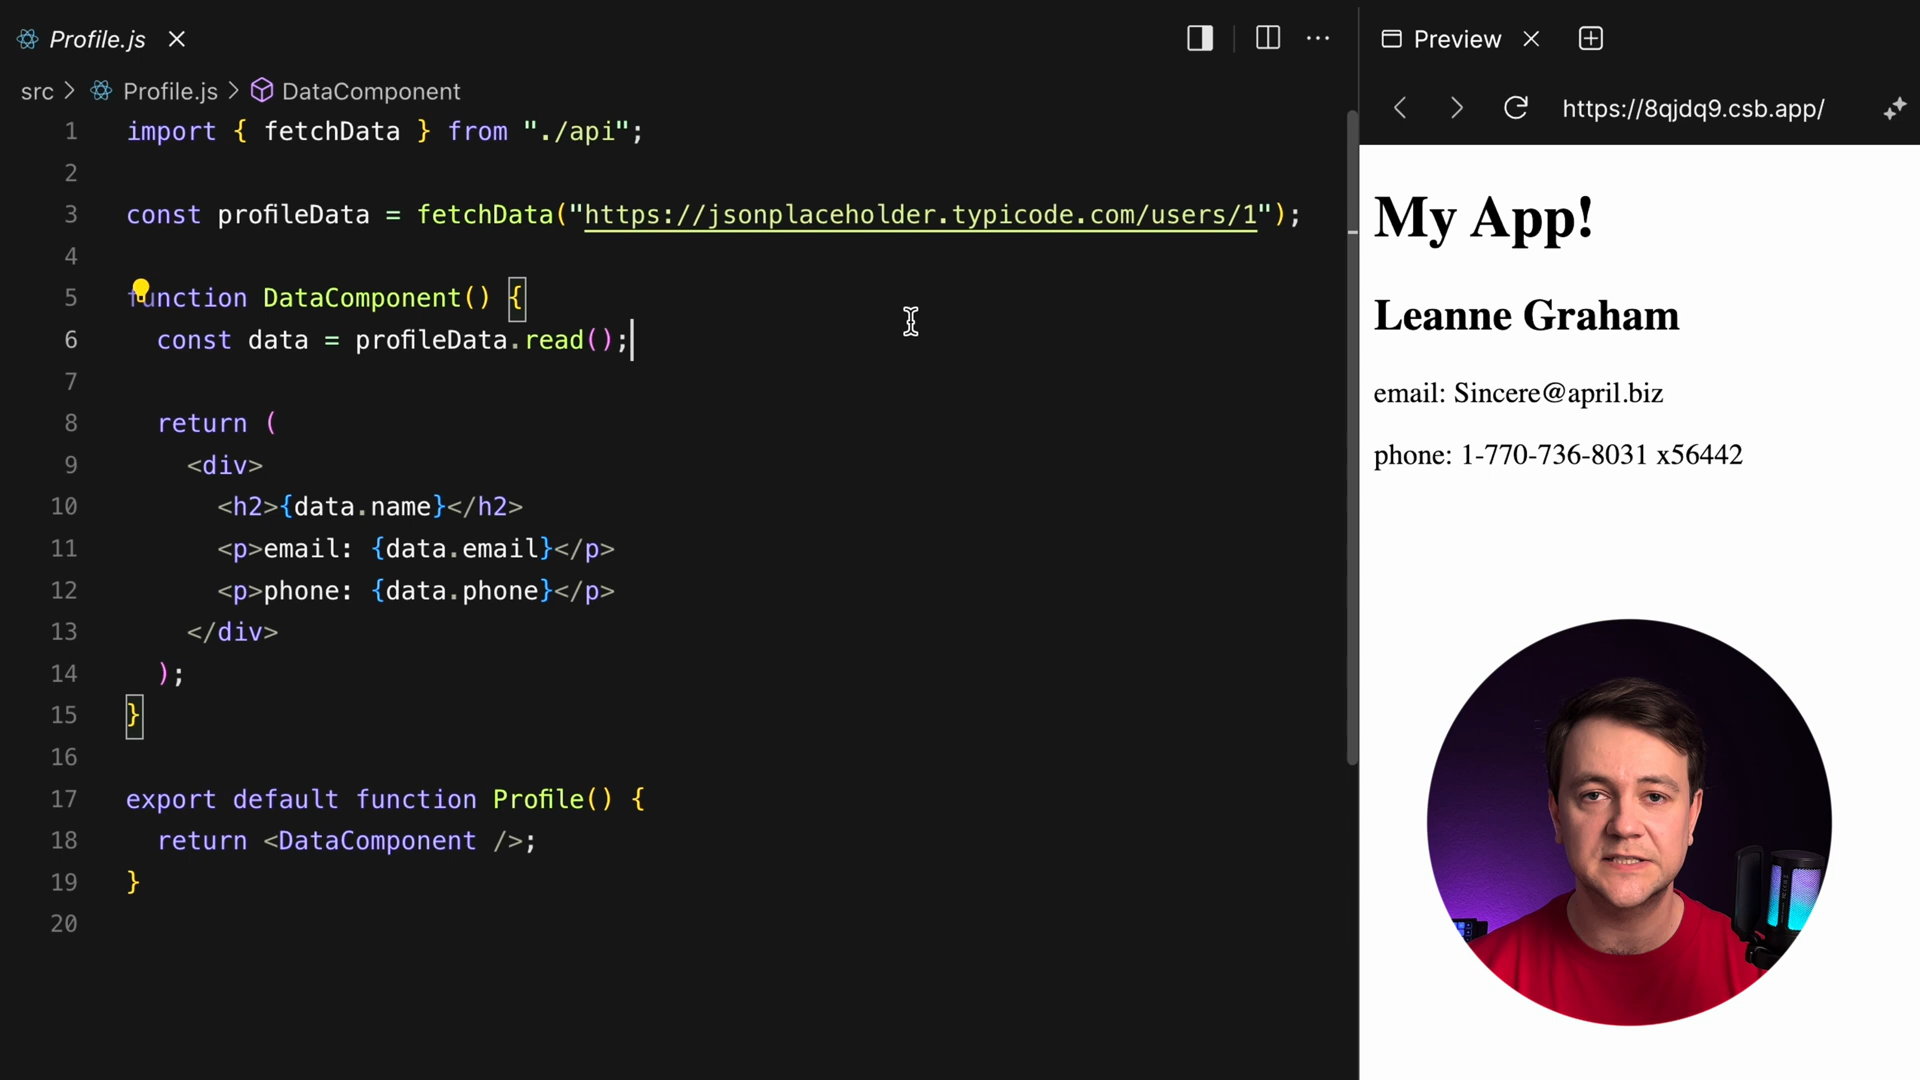 Profile.js
src > Profile.js > DataComponent
1 import { fetchData } from "./api";
2
3 const profileData = fetchData("https://jsonplaceholder.typicode.com/users/1");
4
5 function DataComponent() {
6   const data = profileData.read();
7
8   return (
9     <div>
10       <h2>{data.name}</h2>
11       <p>email: {data.email}</p>
12       <p>phone: {data.phone}</p>
13     </div>
14   );
15 }
16
17 export default function Profile() {
18   return <DataComponent />;
19 }
20
Preview
https://8qjdq9.csb.app/
My App!
Leanne Graham
email: Sincere@april.biz
phone: 1-770-736-8031 x56442